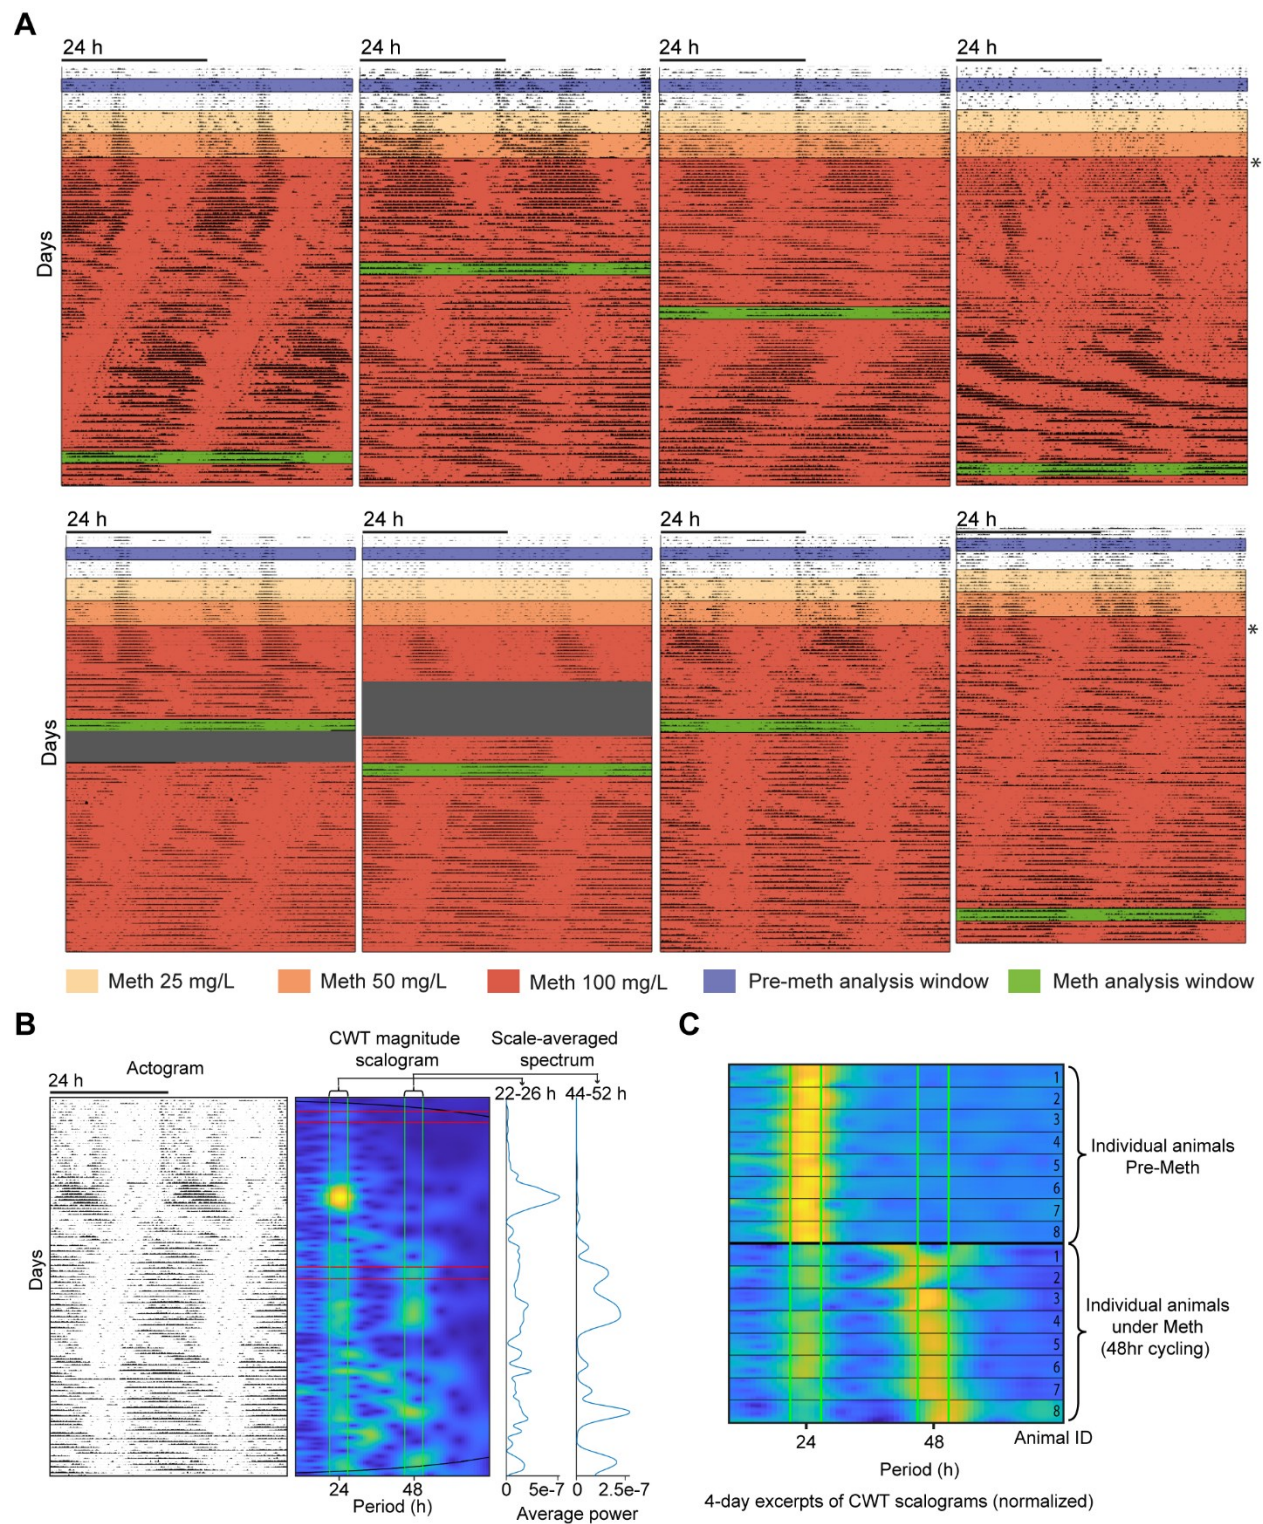 A
24 h
24 h
24 h
24 h
Days
*
24 h
24 h
24 h
24 h
Days
*
Meth 25 mg/L
Meth 50 mg/L
Meth 100 mg/L
Pre-meth analysis window
Meth analysis window
B
Actogram
24 h
CWT magnitude
scalogram
Scale-averaged
spectrum
22-26 h
44-52 h
Days
24
48
Period (h)
0
5e-7
0
2.5e-7
Average power
C
1
2
3
4
5
6
7
8
Individual animals
Pre-Meth
1
2
3
4
5
6
7
8
Individual animals
under Meth
(48hr cycling)
24
48
Animal ID
Period (h)
4-day excerpts of CWT scalograms (normalized)